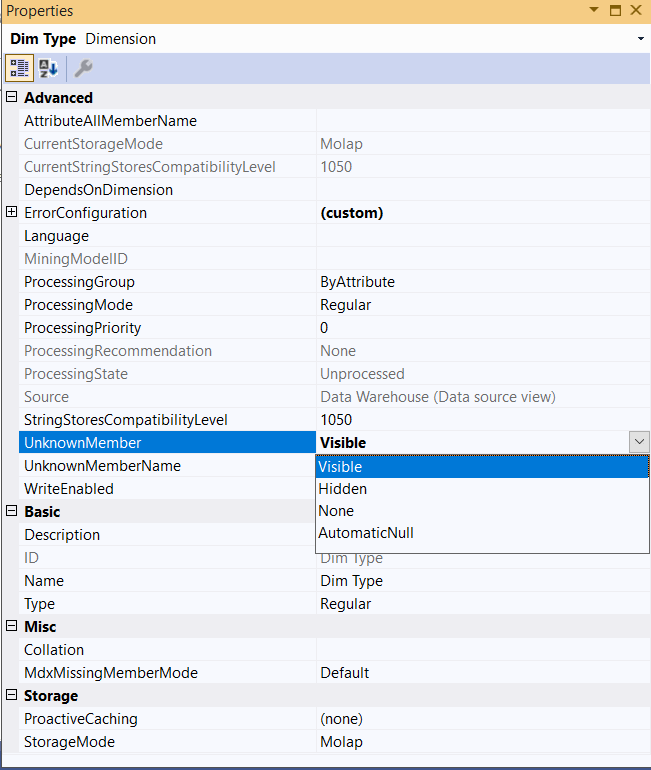 Properties
Dim Type Dimension
Advanced
AttributeAllMemberName
CurrentStorageMode Molap
CurrentStringStoresCompatibilityLevel 1050
DependsOnDimension
ErrorConfiguration (custom)
Language
MiningModelID
ProcessingGroup ByAttribute
ProcessingMode Regular
ProcessingPriority 0
ProcessingRecommendation None
ProcessingState Unprocessed
Source Data Warehouse (Data source view)
StringStoresCompatibilityLevel 1050
UnknownMember Visible
UnknownMemberName Visible
WriteEnabled Hidden
Basic None
Description AutomaticNull
ID Dim Type
Name Dim Type
Type Regular
Misc
Collation
MdxMissingMemberMode Default
Storage
ProactiveCaching (none)
StorageMode Molap